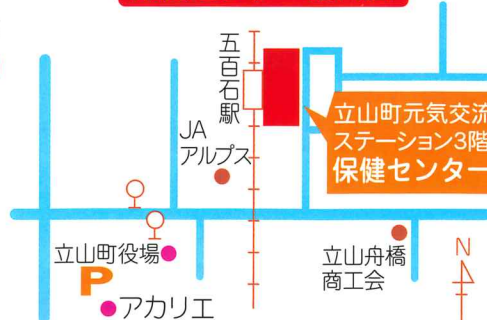 五百石駅
JA
アルプス
立山町元気交流
ステーション3階
保健センター
立山町役場
P
アカリエ
立山舟橋
商工会
N